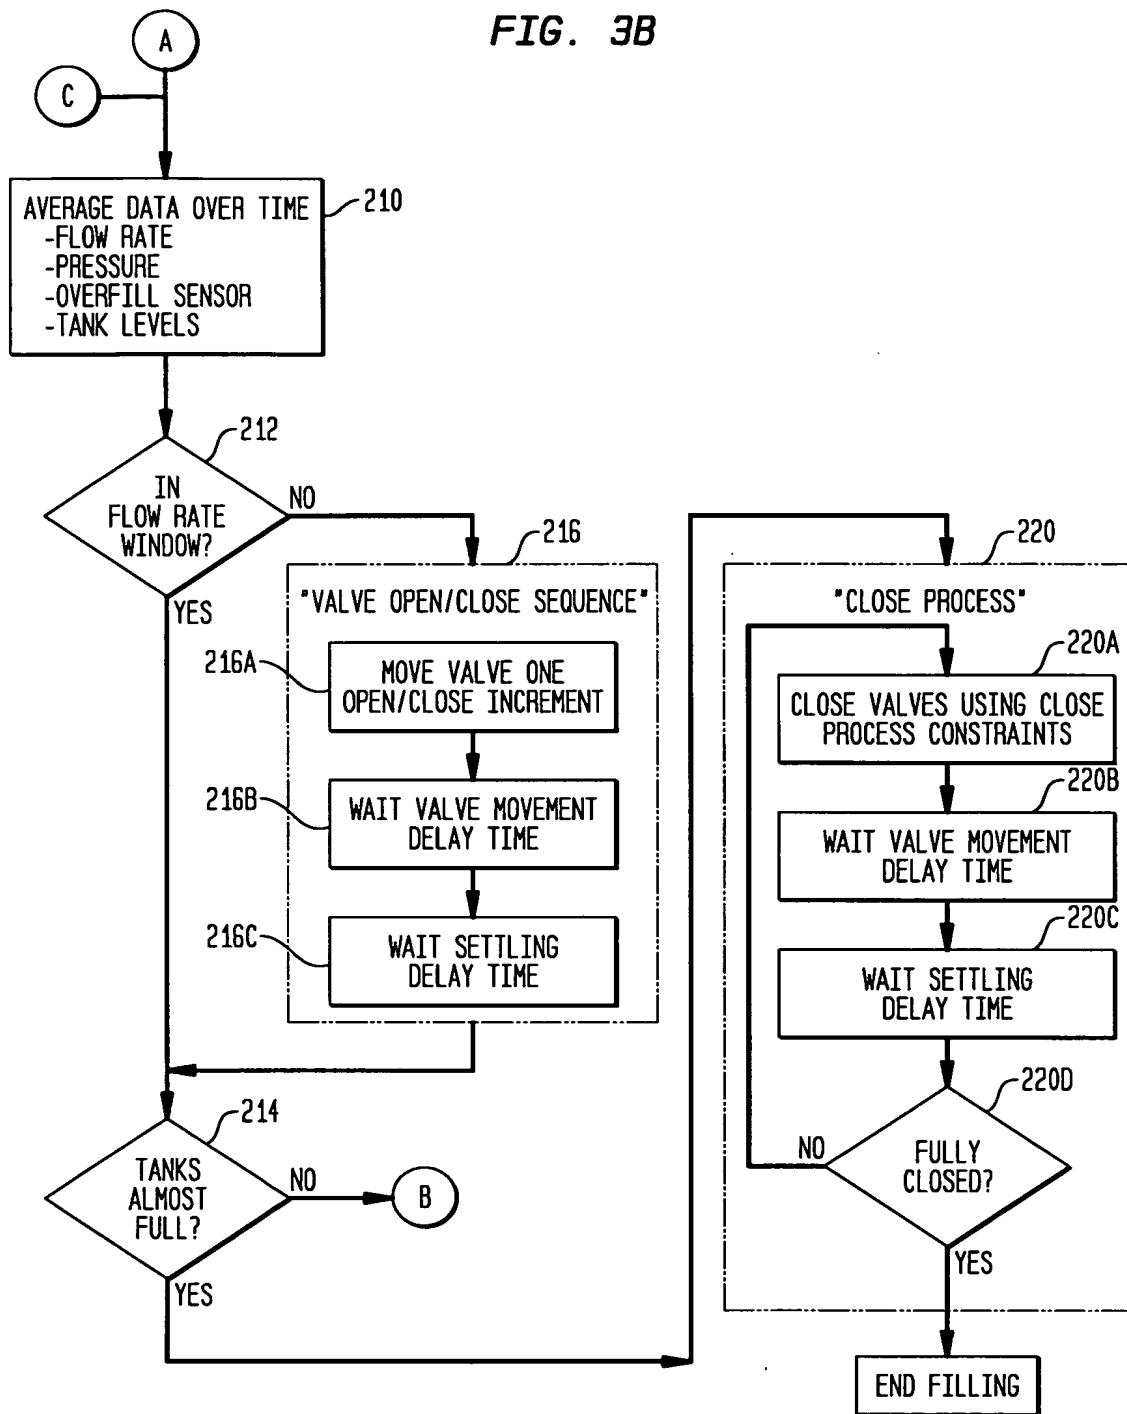 FIG. 3B
A
C
210
AVERAGE DATA OVER TIME
-FLOW RATE
-PRESSURE
-OVERFILL SENSOR
-TANK LEVELS
212
IN
FLOW RATE
WINDOW?
NO
YES
216
"VALVE OPEN/CLOSE SEQUENCE"
216A
MOVE VALVE ONE
OPEN/CLOSE INCREMENT
216B
WAIT VALVE MOVEMENT
DELAY TIME
216C
WAIT SETTLING
DELAY TIME
214
TANKS
ALMOST
FULL?
NO
B
YES
220
"CLOSE PROCESS"
220A
CLOSE VALVES USING CLOSE
PROCESS CONSTRAINTS
220B
WAIT VALVE MOVEMENT
DELAY TIME
220C
WAIT SETTLING
DELAY TIME
220D
NO
FULLY
CLOSED?
YES
END FILLING